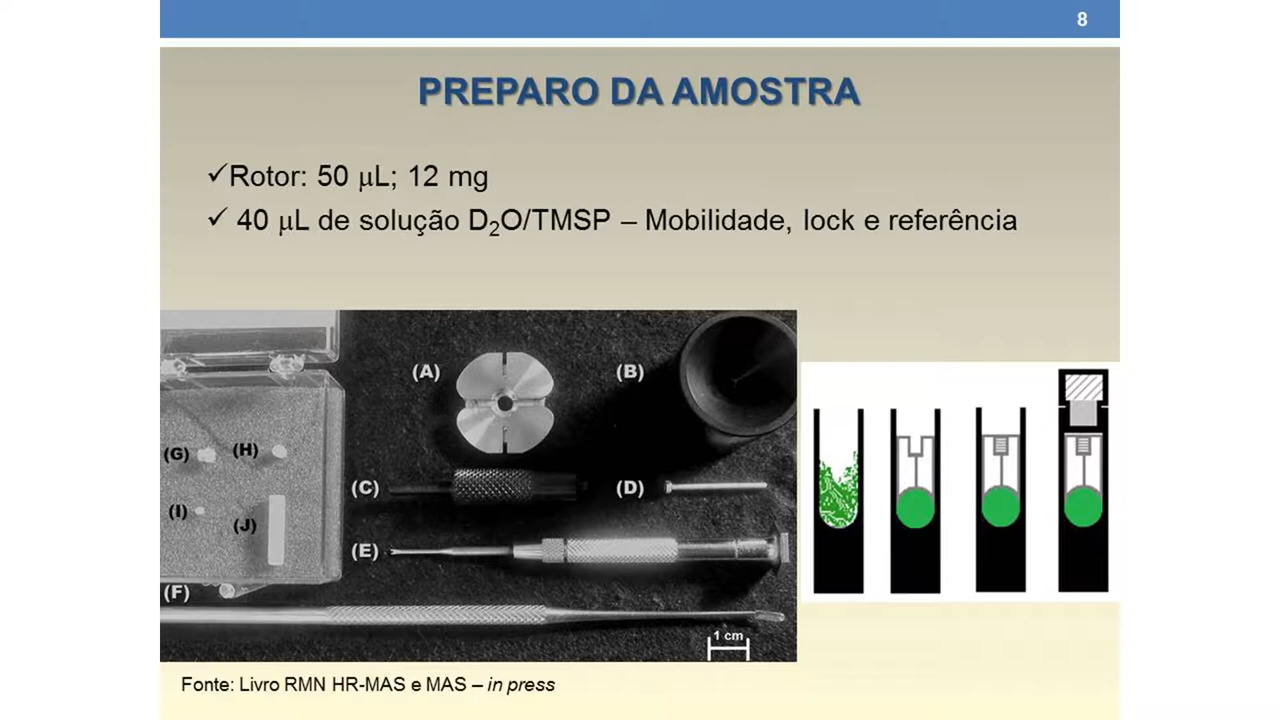 8
PREPARO DA AMOSTRA
✓Rotor: 50 μL; 12 mg
✓ 40 μL de solução D₂O/TMSP – Mobilidade, lock e referência
(A)
(B)
(G)
(H)
(C)
(D)
(I)
(J)
(E)
(F)
1 cm
Fonte: Livro RMN HR-MAS e MAS – in press